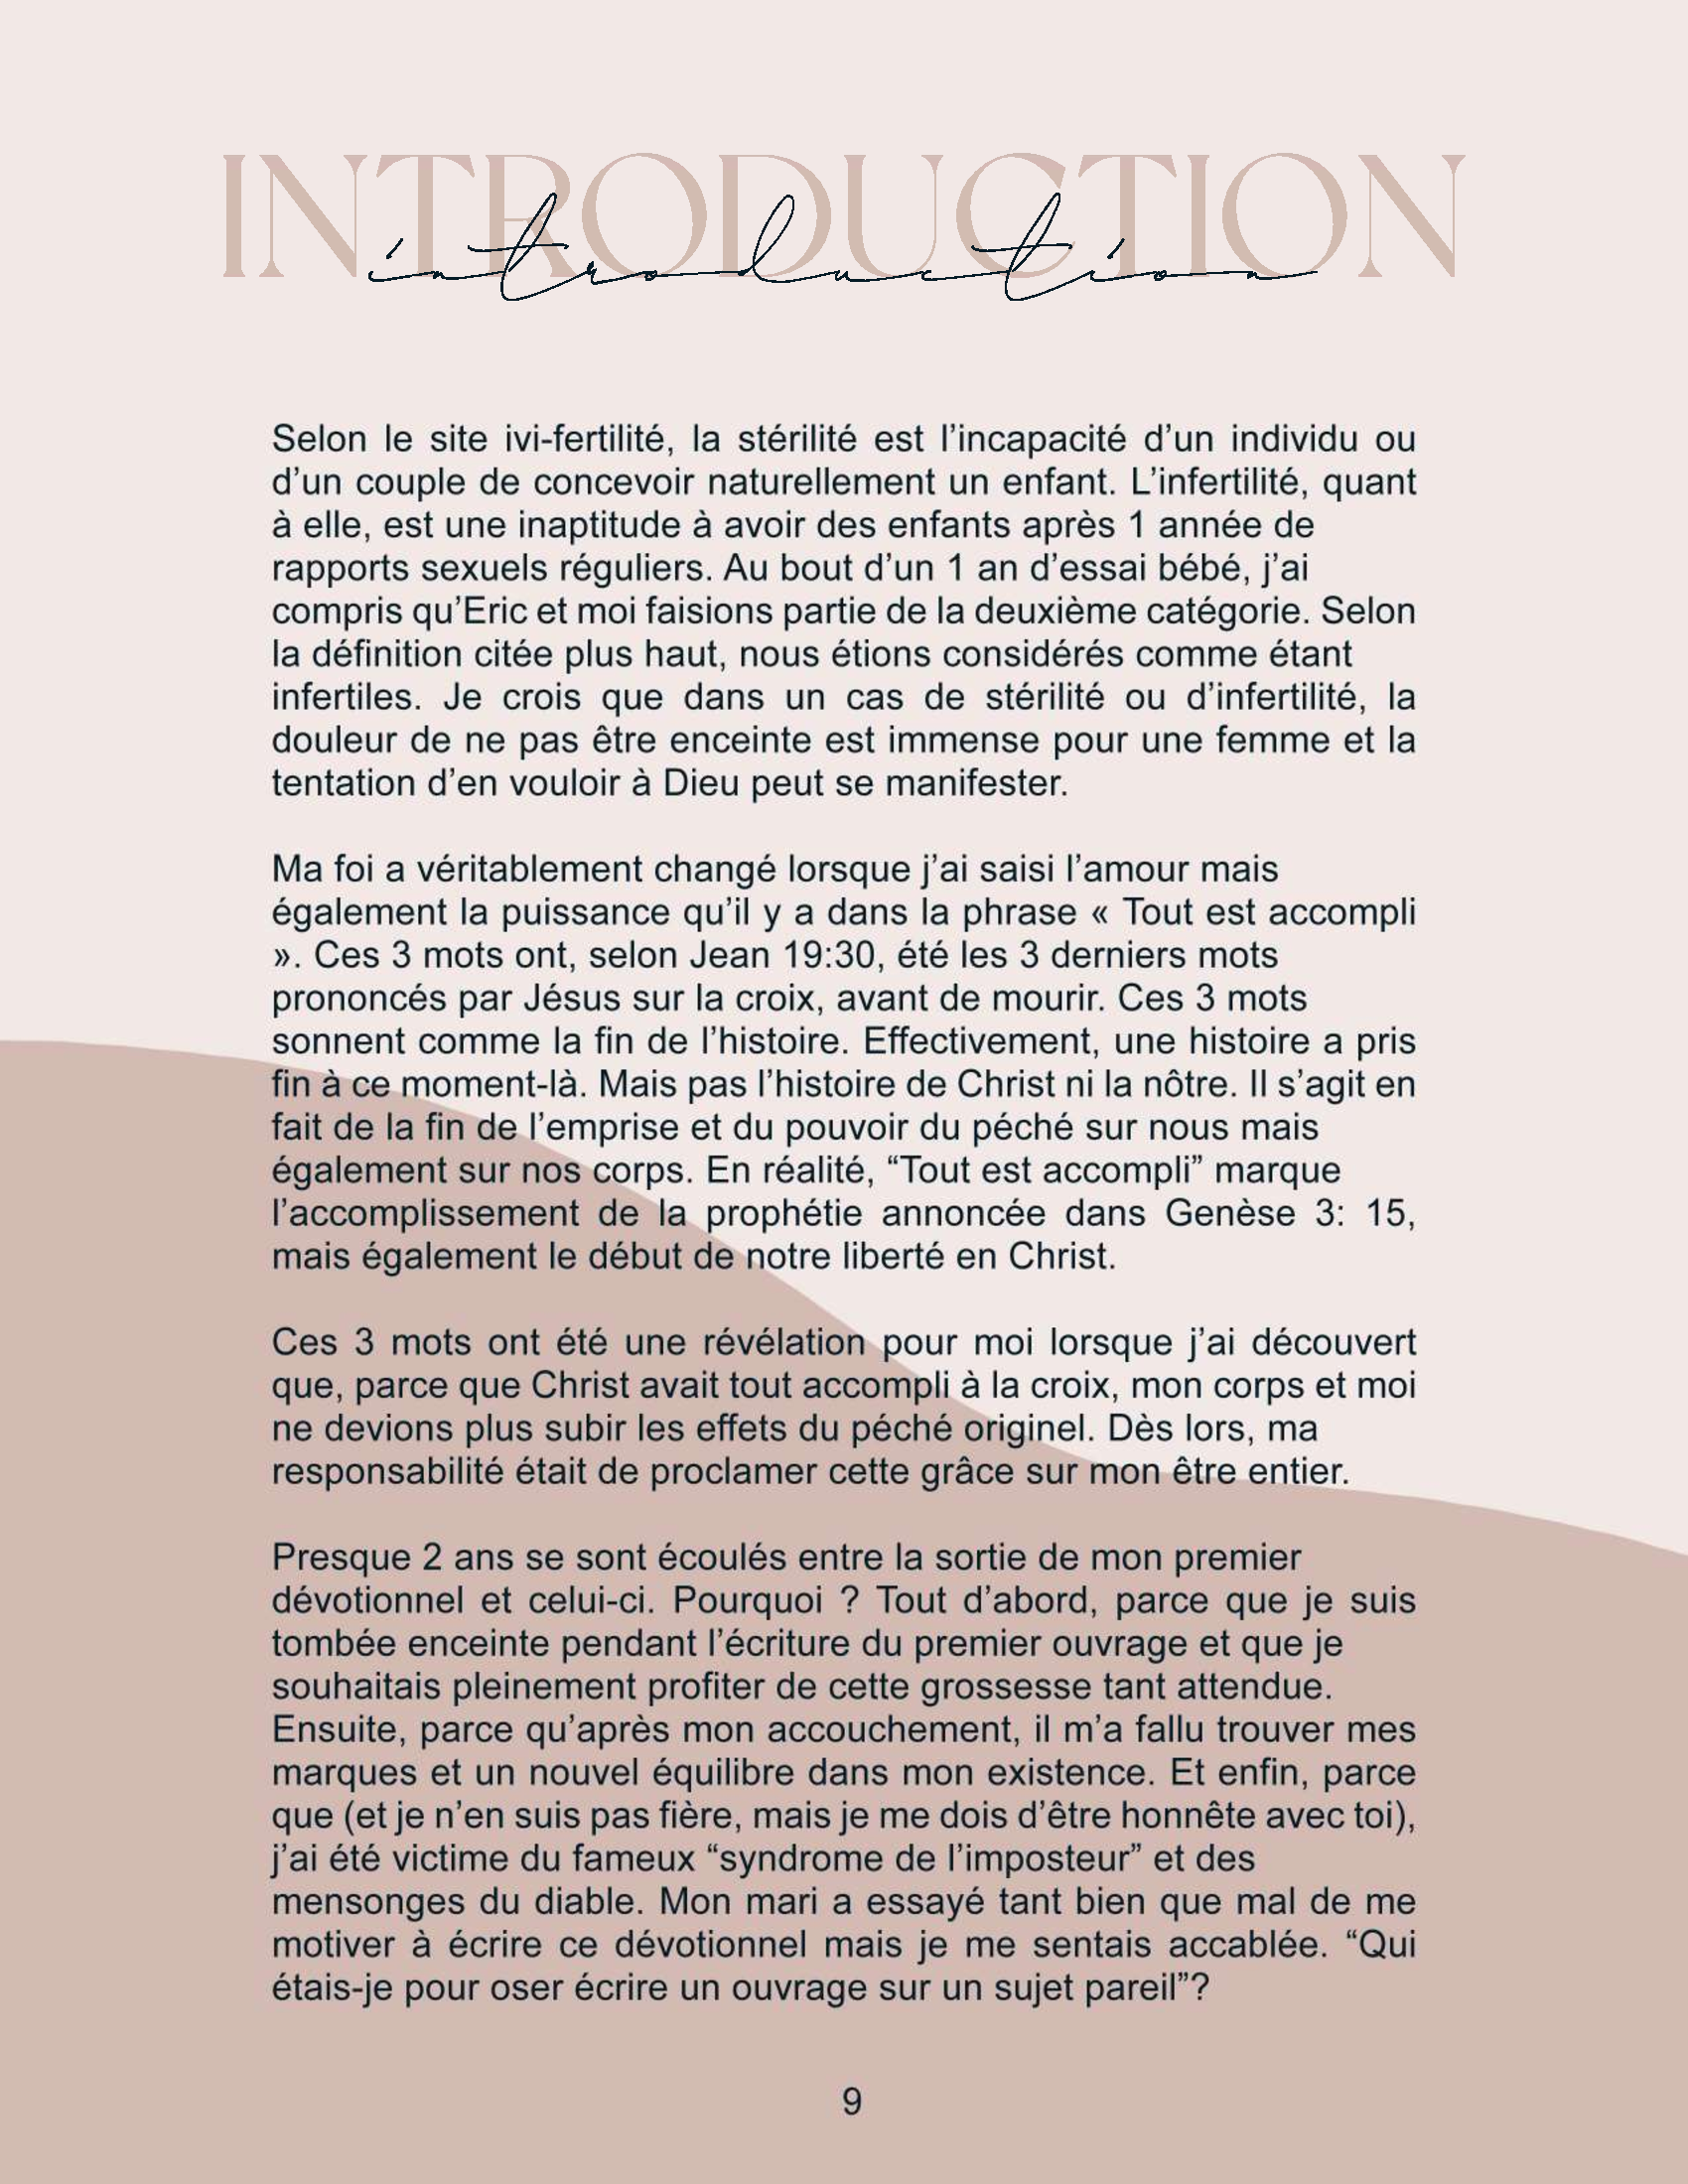 INTRODUCTION
introduction
Selon le site ivi-fertilité, la stérilité est l’incapacité d’un individu ou
d’un couple de concevoir naturellement un enfant. L’infertilité, quant
à elle, est une inaptitude à avoir des enfants après 1 année de
rapports sexuels réguliers. Au bout d’un 1 an d’essai bébé, j’ai
compris qu’Eric et moi faisions partie de la deuxième catégorie. Selon
la définition citée plus haut, nous étions considérés comme étant
infertiles. Je crois que dans un cas de stérilité ou d’infertilité, la
douleur de ne pas être enceinte est immense pour une femme et la
tentation d’en vouloir à Dieu peut se manifester.
Ma foi a véritablement changé lorsque j’ai saisi l’amour mais
également la puissance qu’il y a dans la phrase « Tout est accompli
». Ces 3 mots ont, selon Jean 19:30, été les 3 derniers mots
prononcés par Jésus sur la croix, avant de mourir. Ces 3 mots
sonnent comme la fin de l’histoire. Effectivement, une histoire a pris
fin à ce moment-là. Mais pas l’histoire de Christ ni la nôtre. Il s’agit en
fait de la fin de l’emprise et du pouvoir du péché sur nous mais
également sur nos corps. En réalité, “Tout est accompli” marque
l’accomplissement de la prophétie annoncée dans Genèse 3: 15,
mais également le début de notre liberté en Christ.
Ces 3 mots ont été une révélation pour moi lorsque j’ai découvert
que, parce que Christ avait tout accompli à la croix, mon corps et moi
ne devions plus subir les effets du péché originel. Dès lors, ma
responsabilité était de proclamer cette grâce sur mon être entier.
Presque 2 ans se sont écoulés entre la sortie de mon premier
dévotionnel et celui-ci. Pourquoi ? Tout d’abord, parce que je suis
tombée enceinte pendant l’écriture du premier ouvrage et que je
souhaitais pleinement profiter de cette grossesse tant attendue.
Ensuite, parce qu’après mon accouchement, il m’a fallu trouver mes
marques et un nouvel équilibre dans mon existence. Et enfin, parce
que (et je n’en suis pas fière, mais je me dois d’être honnête avec toi),
j’ai été victime du fameux “syndrome de l’imposteur” et des
mensonges du diable. Mon mari a essayé tant bien que mal de me
motiver à écrire ce dévotionnel mais je me sentais accablée. “Qui
étais-je pour oser écrire un ouvrage sur un sujet pareil”?
9